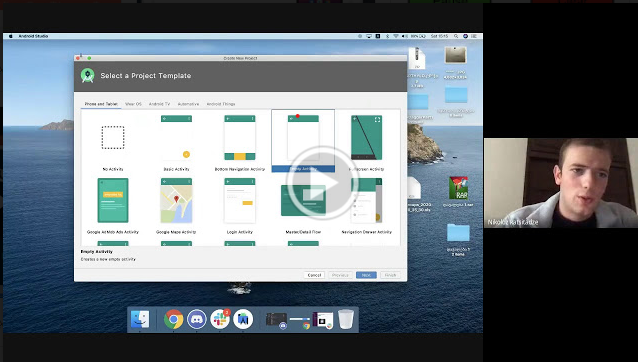 Android Studio
Sat 15:15
Create New Project
Select a Project Template
Phone and Tablet Wear OS Android TV Automotive Android Things
No Activity Basic Activity Bottom Navigation Activity Empty Activity Fullscreen Activity
Google AdMob Ads Activity Google Maps Activity Login Activity Master/Detail Flow Navigation Drawer Activity
Empty Activity
Creates a new empty activity
Cancel Previous Next Finish
RAR
2 items